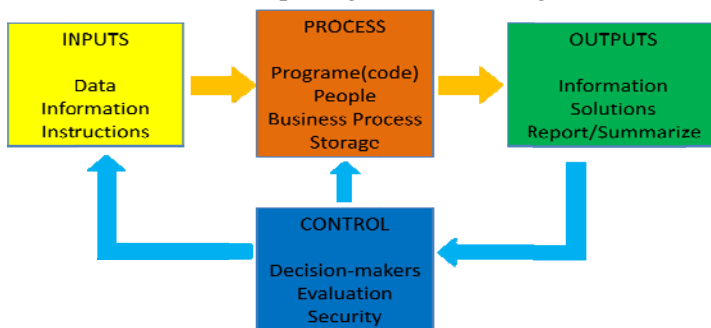 INPUTS
Data
Information
Instructions
PROCESS
Programe(code)
People
Business Process
Storage
OUTPUTS
Information
Solutions
Report/Summarize
CONTROL
Decision-makers
Evaluation
Security